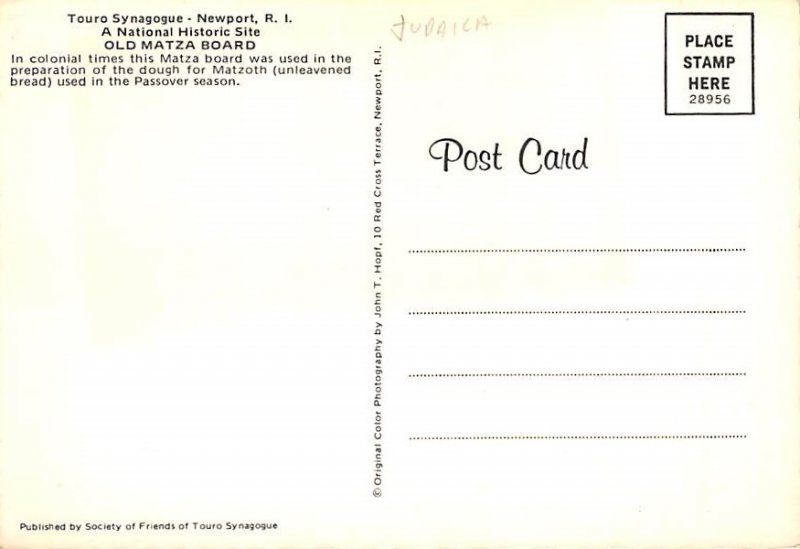 Touro Synagogue - Newport, R. I.
A National Historic Site
OLD MATZA BOARD
In colonial times this Matza board was used in the
preparation of the dough for Matzoth (unleavened
bread) used in the Passover season.
Published by Society of Friends of Touro Synagogue
© Original Color Photography by John T. Hopf, 10 Red Cross Terrace, Newport, R.I.
JUDAICA
PLACE
STAMP
HERE
28956
Post Card